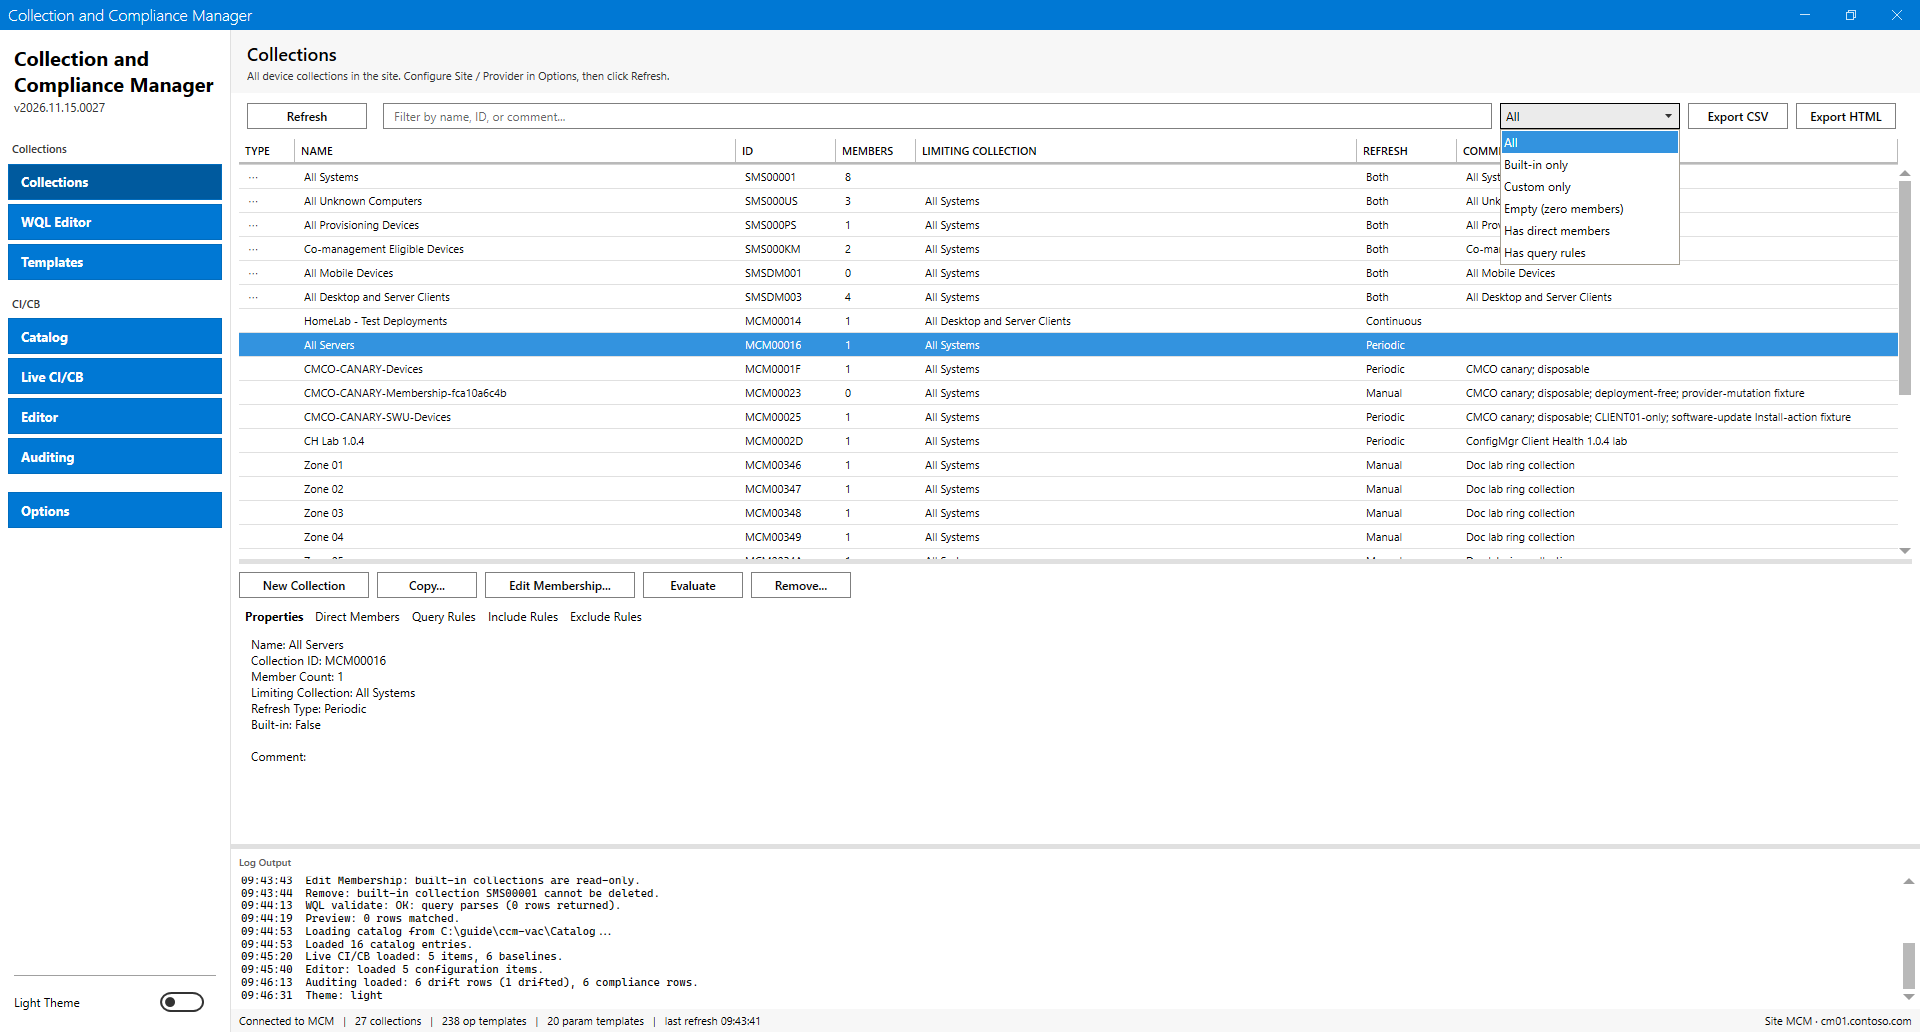 Collection and Compliance Manager
Collection and
Compliance Manager
v2026.11.15.0027
Collections
Collections
WQL Editor
Templates
CI/CB
Catalog
Live CI/CB
Editor
Auditing
Options
Light Theme
Collections
All device collections in the site. Configure Site / Provider in Options, then click Refresh.
Refresh
Filter by name, ID, or comment...
All
Export CSV
Export HTML
All
Built-in only
Custom only
Empty (zero members)
Has direct members
Has query rules
TYPE NAME ID MEMBERS LIMITING COLLECTION REFRESH COMM
... All Systems SMS00001 8 Both All Syst
... All Unknown Computers SMS000US 3 All Systems Both All Unk
... All Provisioning Devices SMS000PS 1 All Systems Both All Pro
... Co-management Eligible Devices SMS000KM 2 All Systems Both Co-ma
... All Mobile Devices SMSDM001 0 All Systems Both All Mobile Devices
... All Desktop and Server Clients SMSDM003 4 All Systems Both All Desktop and Server Clients
HomeLab - Test Deployments MCM00014 1 All Desktop and Server Clients Continuous
All Servers MCM00016 1 All Systems Periodic
CMCO-CANARY-Devices MCM0001F 1 All Systems Periodic CMCO canary; disposable
CMCO-CANARY-Membership-fca10a6c4b MCM00023 0 All Systems Manual CMCO canary; disposable; deployment-free; provider-mutation fixture
CMCO-CANARY-SWU-Devices MCM00025 1 All Systems Periodic CMCO canary; disposable; CLIENT01-only; software-update Install-action fixture
CH Lab 1.0.4 MCM0002D 1 All Systems Periodic ConfigMgr Client Health 1.0.4 lab
Zone 01 MCM00346 1 All Systems Manual Doc lab ring collection
Zone 02 MCM00347 1 All Systems Manual Doc lab ring collection
Zone 03 MCM00348 1 All Systems Manual Doc lab ring collection
Zone 04 MCM00349 1 All Systems Manual Doc lab ring collection
New Collection
Copy...
Edit Membership...
Evaluate
Remove...
Properties Direct Members Query Rules Include Rules Exclude Rules
Name: All Servers
Collection ID: MCM00016
Member Count: 1
Limiting Collection: All Systems
Refresh Type: Periodic
Built-in: False
Comment:
Log Output
09:43:43 Edit Membership: built-in collections are read-only.
09:43:44 Remove: built-in collection SMS00001 cannot be deleted.
09:44:13 WQL validate: OK: query parses (0 rows returned).
09:44:19 Preview: 0 rows matched.
09:44:53 Loading catalog from C:\guide\ccm-vac\Catalog...
09:44:53 Loaded 16 catalog entries.
09:45:20 Live CI/CB loaded: 5 items, 6 baselines.
09:45:40 Editor: loaded 5 configuration items.
09:46:13 Auditing loaded: 6 drift rows (1 drifted), 6 compliance rows.
09:46:31 Theme: light
Connected to MCM | 27 collections | 238 op templates | 20 param templates | last refresh 09:43:41
Site MCM · cm01.contoso.com